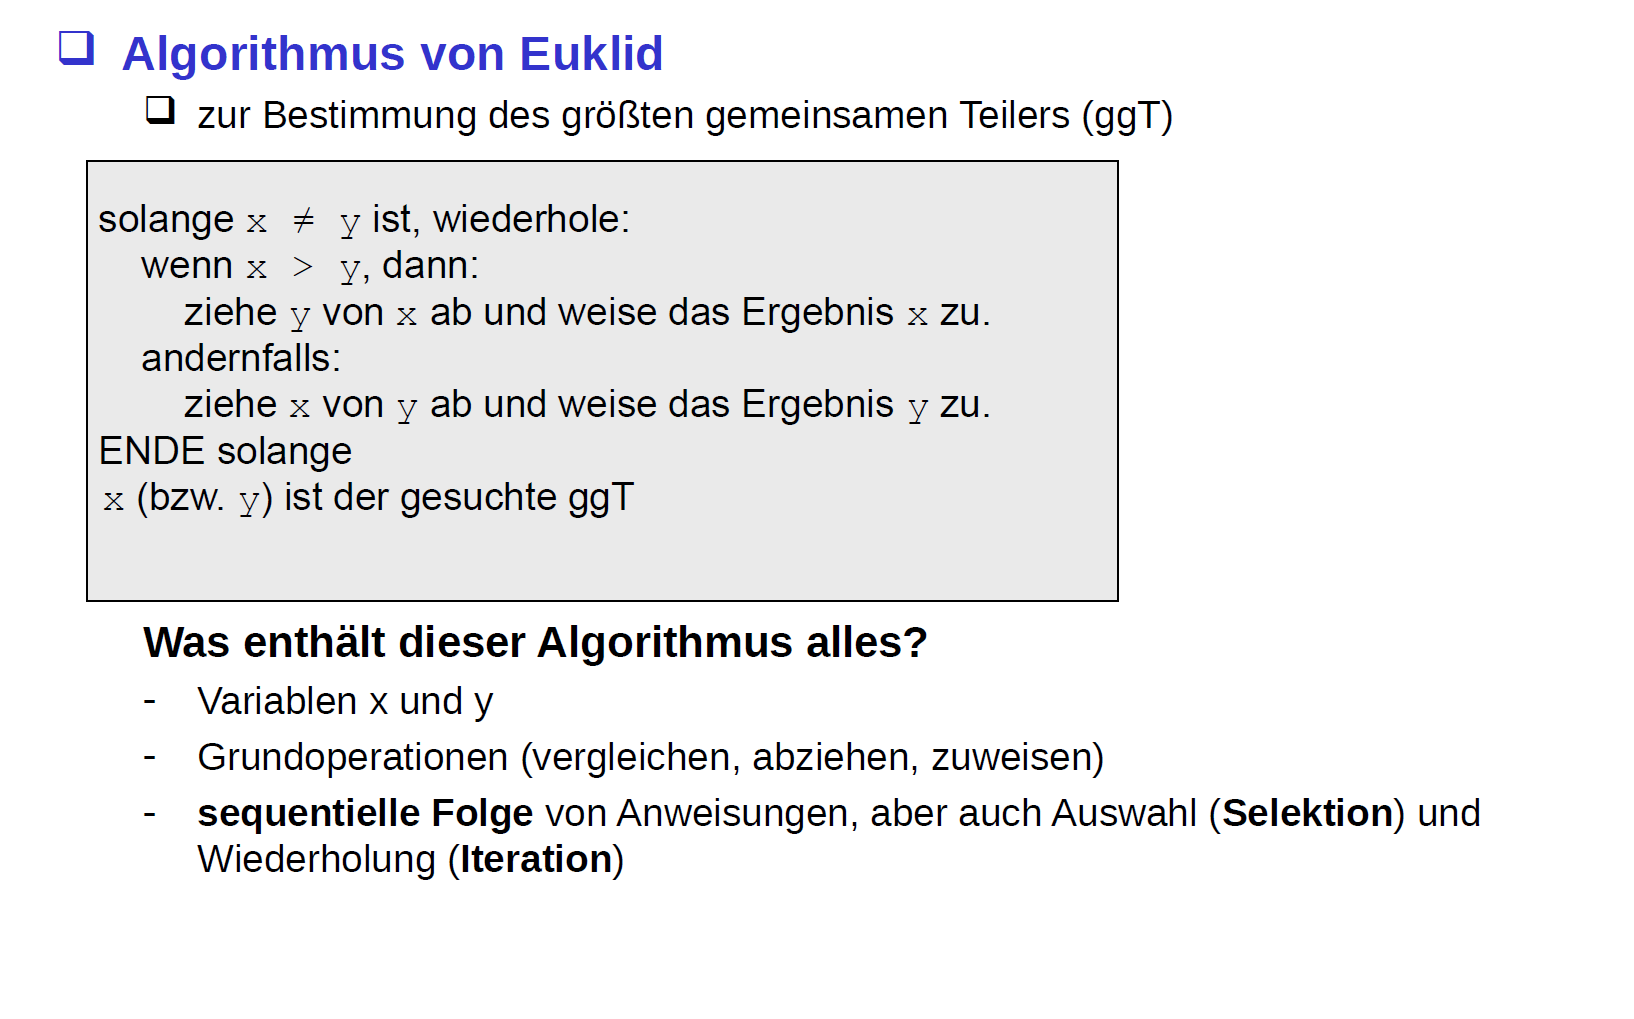 Algorithmus von Euklid
zur Bestimmung des größten gemeinsamen Teilers (ggT)
solange x ≠ y ist, wiederhole:
wenn x > y, dann:
ziehe y von x ab und weise das Ergebnis x zu.
andernfalls:
ziehe x von y ab und weise das Ergebnis y zu.
ENDE solange
x (bzw. y) ist der gesuchte ggT
Was enthält dieser Algorithmus alles?
- Variablen x und y
- Grundoperationen (vergleichen, abziehen, zuweisen)
- sequentielle Folge von Anweisungen, aber auch Auswahl (Selektion) und
Wiederholung (Iteration)